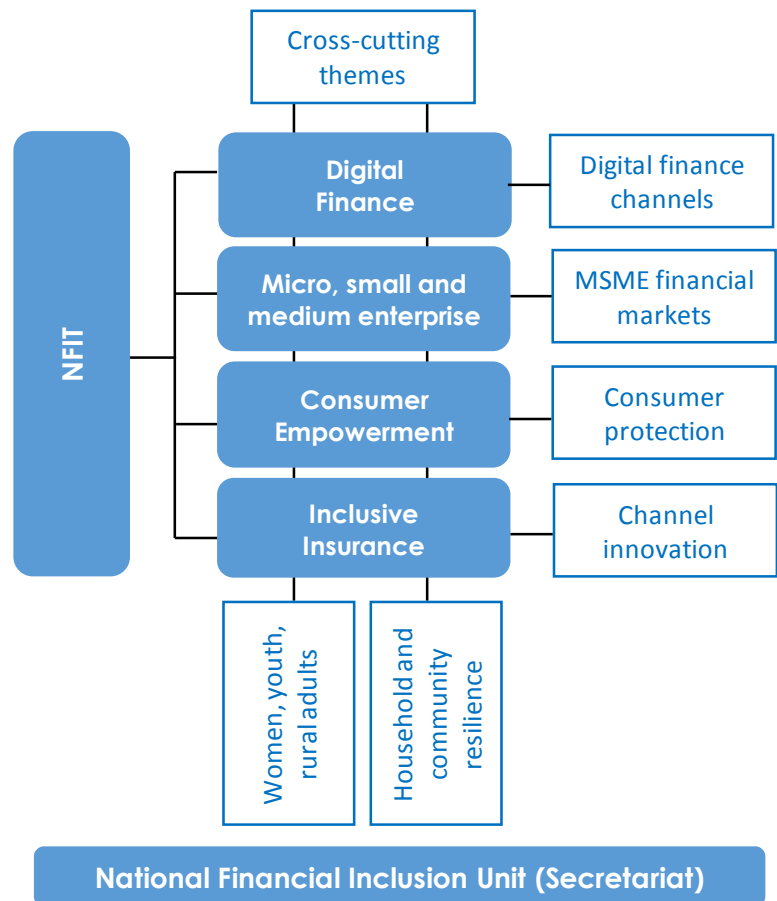 Cross-cutting
themes
NFIT
Digital
Finance
Digital finance
channels
Micro, small and
medium enterprise
MSME financial
markets
Consumer
Empowerment
Consumer
protection
Inclusive
Insurance
Channel
innovation
Women, youth,
rural adults
Household and
community
resilience
National Financial Inclusion Unit (Secretariat)